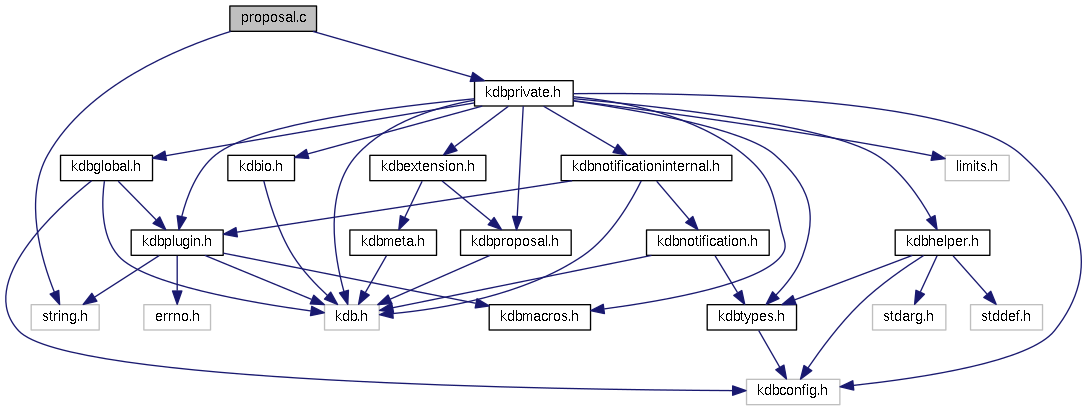 proposal.c
kdbprivate.h
kdbglobal.h
kdbio.h
kdbextension.h
kdbnotificationinternal.h
limits.h
kdbplugin.h
kdbmeta.h
kdbproposal.h
kdbnotification.h
kdbhelper.h
string.h
errno.h
kdb.h
kdbmacros.h
kdbtypes.h
stdarg.h
stddef.h
kdbconfig.h